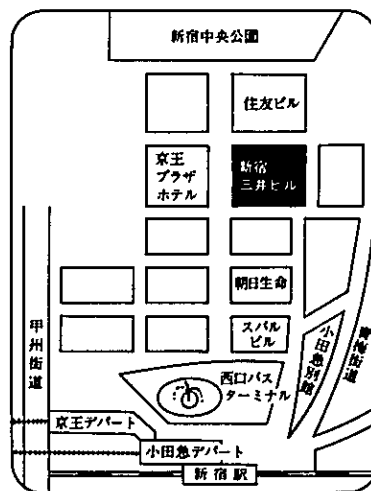 新宿中央公園
住友ビル
京王
プラザ
ホテル
新宿
三井ビル
朝日生命
スバル
ビル
小田急別館
青梅街道
甲州街道
西口バス
ターミナル
京王デパート
小田急デパート
新宿駅